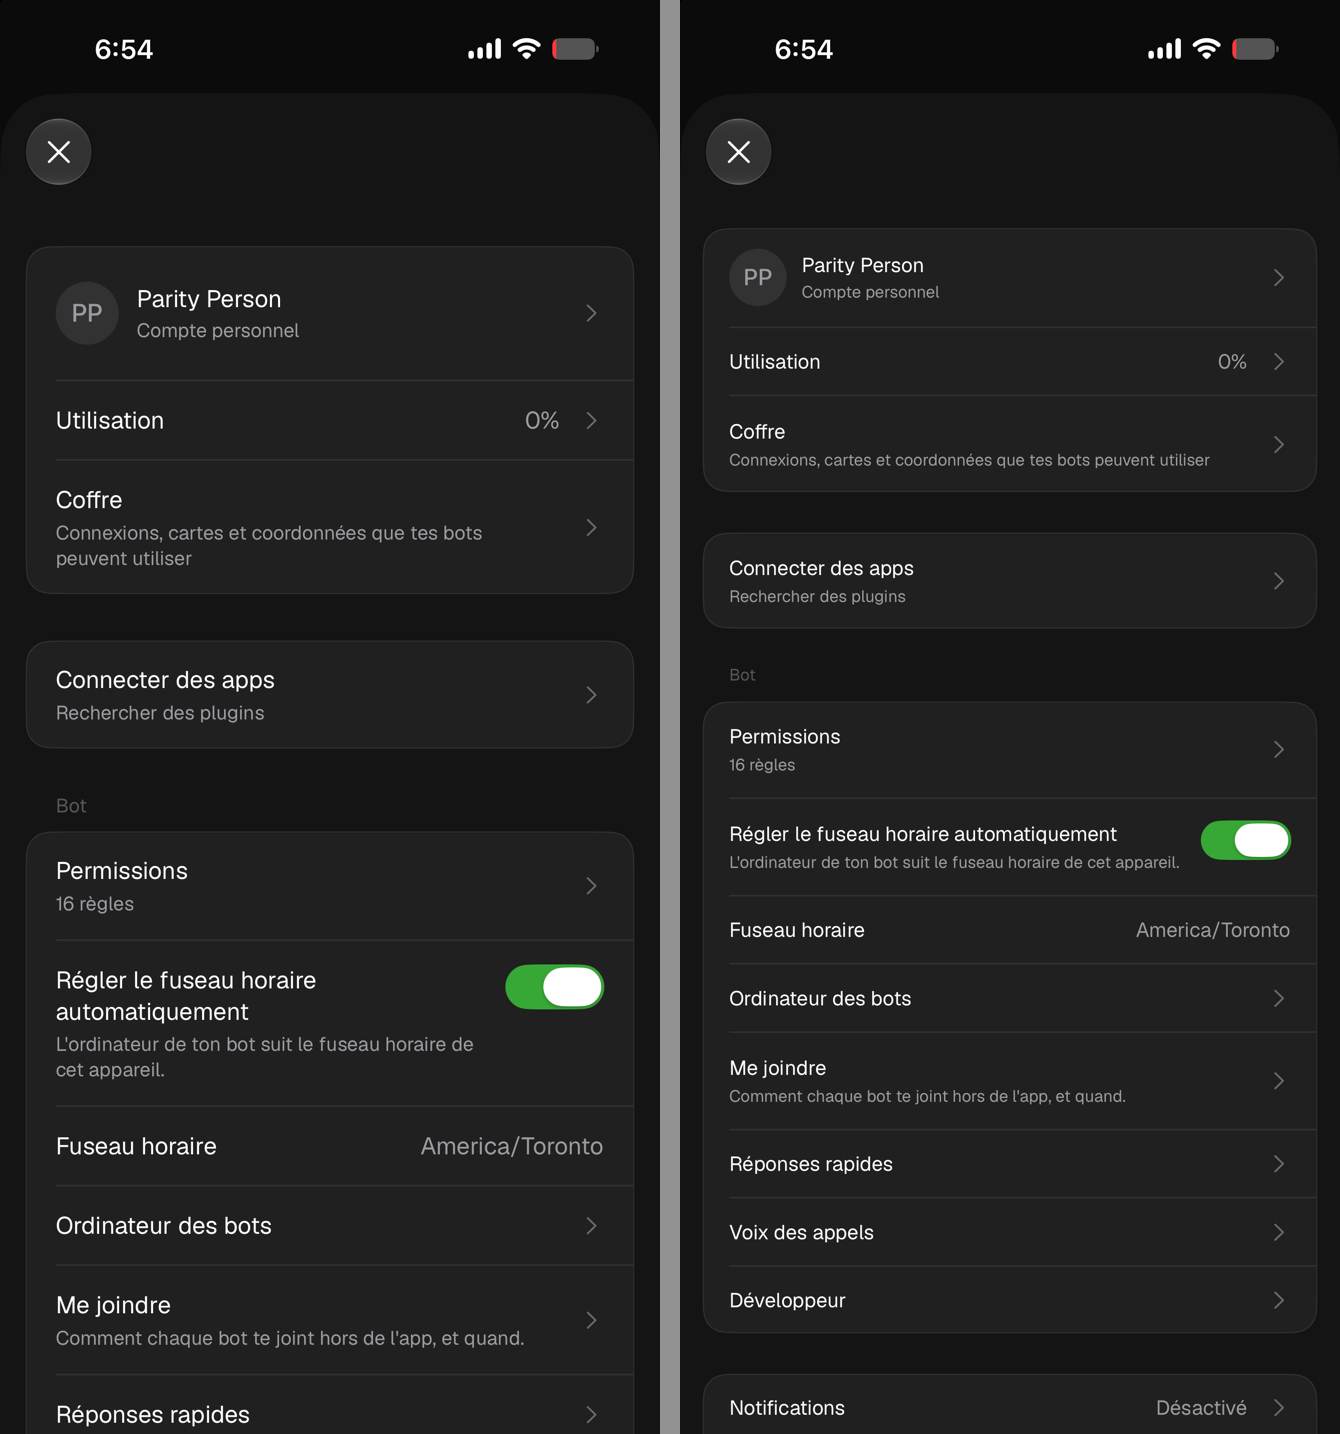 6:54
PP
Parity Person
Compte personnel
Utilisation
0%
Coffre
Connexions, cartes et coordonnées que tes bots
peuvent utiliser
Connecter des apps
Rechercher des plugins
Bot
Permissions
16 règles
Régler le fuseau horaire
automatiquement
L'ordinateur de ton bot suit le fuseau horaire de
cet appareil.
Fuseau horaire
America/Toronto
Ordinateur des bots
Me joindre
Comment chaque bot te joint hors de l'app, et quand.
Réponses rapides
6:54
PP
Parity Person
Compte personnel
Utilisation
0%
Coffre
Connexions, cartes et coordonnées que tes bots peuvent utiliser
Connecter des apps
Rechercher des plugins
Bot
Permissions
16 règles
Régler le fuseau horaire automatiquement
L'ordinateur de ton bot suit le fuseau horaire de cet appareil.
Fuseau horaire
America/Toronto
Ordinateur des bots
Me joindre
Comment chaque bot te joint hors de l'app, et quand.
Réponses rapides
Voix des appels
Développeur
Notifications
Désactivé